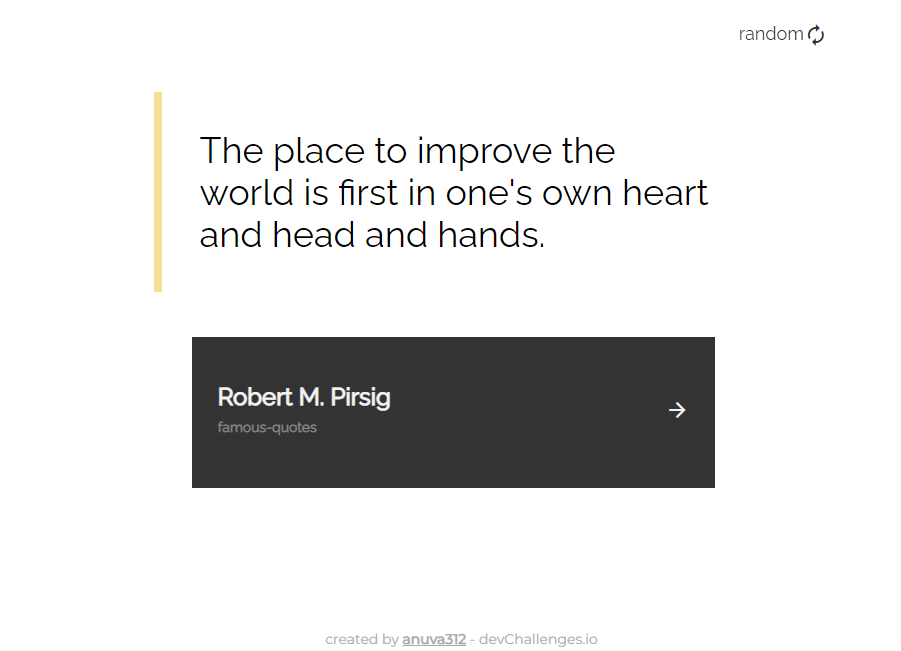 random
The place to improve the
world is first in one's own heart
and head and hands.
Robert M. Pirsig
famous-quotes
created by anuva312 - devChallenges.io